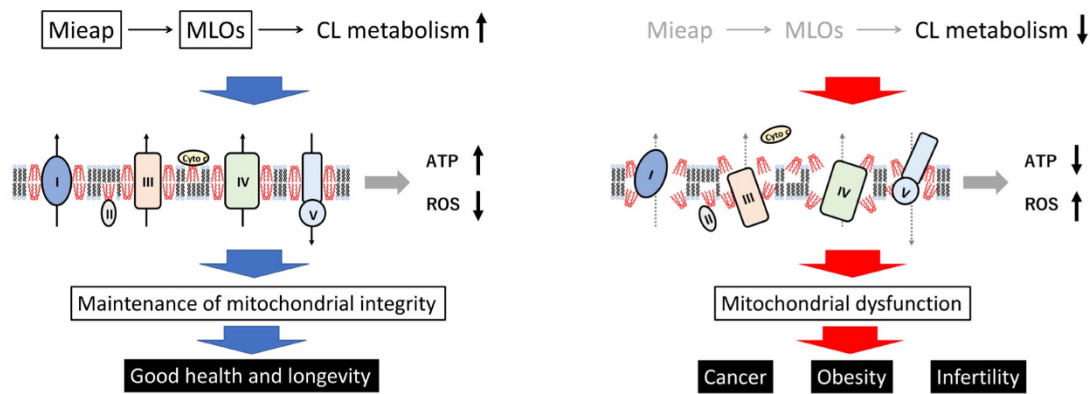 Mieap → MLOs → CL metabolism ↑
Cyto c
I
II
III
IV
V
ATP ↑
ROS ↓
Maintenance of mitochondrial integrity
Good health and longevity
Mieap → MLOs → CL metabolism ↓
Cyto c
I
II
III
IV
V
ATP ↓
ROS ↑
Mitochondrial dysfunction
Cancer Obesity Infertility